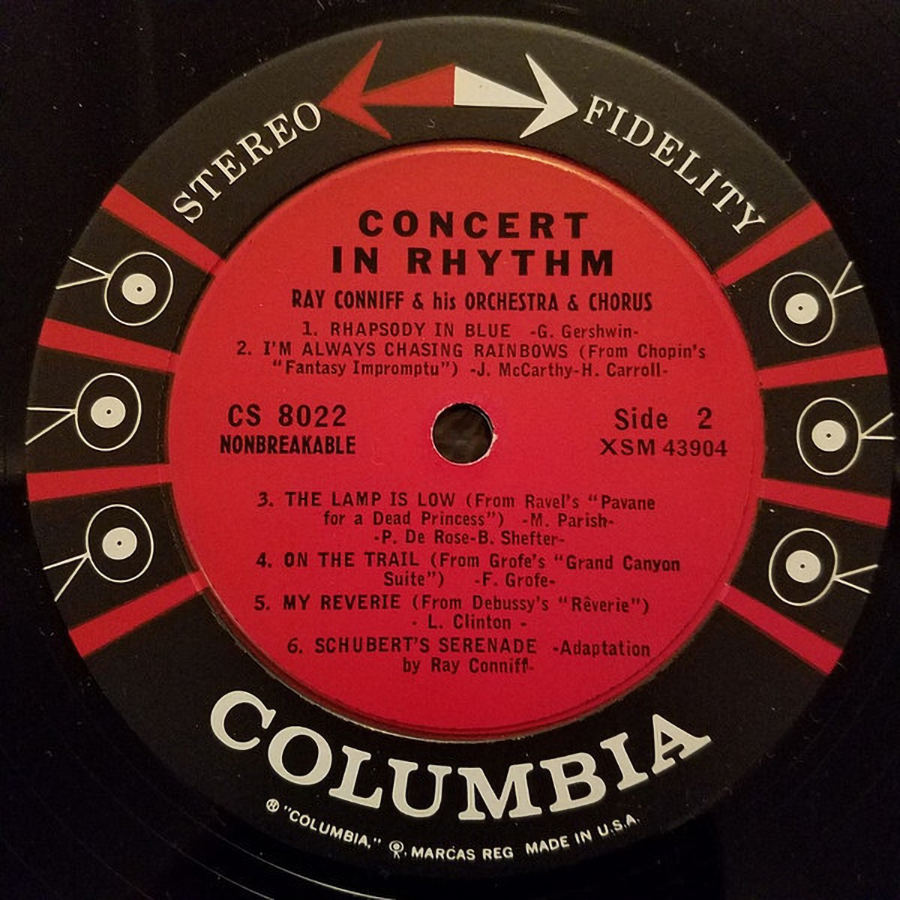 STEREO FIDELITY
CONCERT
IN RHYTHM
RAY CONNIFF & his ORCHESTRA & CHORUS
1. RHAPSODY IN BLUE -G. Gershwin-
2. I'M ALWAYS CHASING RAINBOWS (From Chopin's
"Fantasy Impromptu") -J. McCarthy-H. Carroll-
CS 8022
NONBREAKABLE
Side 2
XSM 43904
3. THE LAMP IS LOW (From Ravel's "Pavane
for a Dead Princess") -M. Parish-
-P. De Rose-B. Shefter-
4. ON THE TRAIL (From Grofe's "Grand Canyon
Suite") -F. Grofe-
5. MY REVERIE (From Debussy's "Rêverie")
- L. Clinton -
6. SCHUBERT'S SERENADE -Adaptation
by Ray Conniff-
COLUMBIA
® "COLUMBIA," , MARCAS REG MADE IN U.S.A.